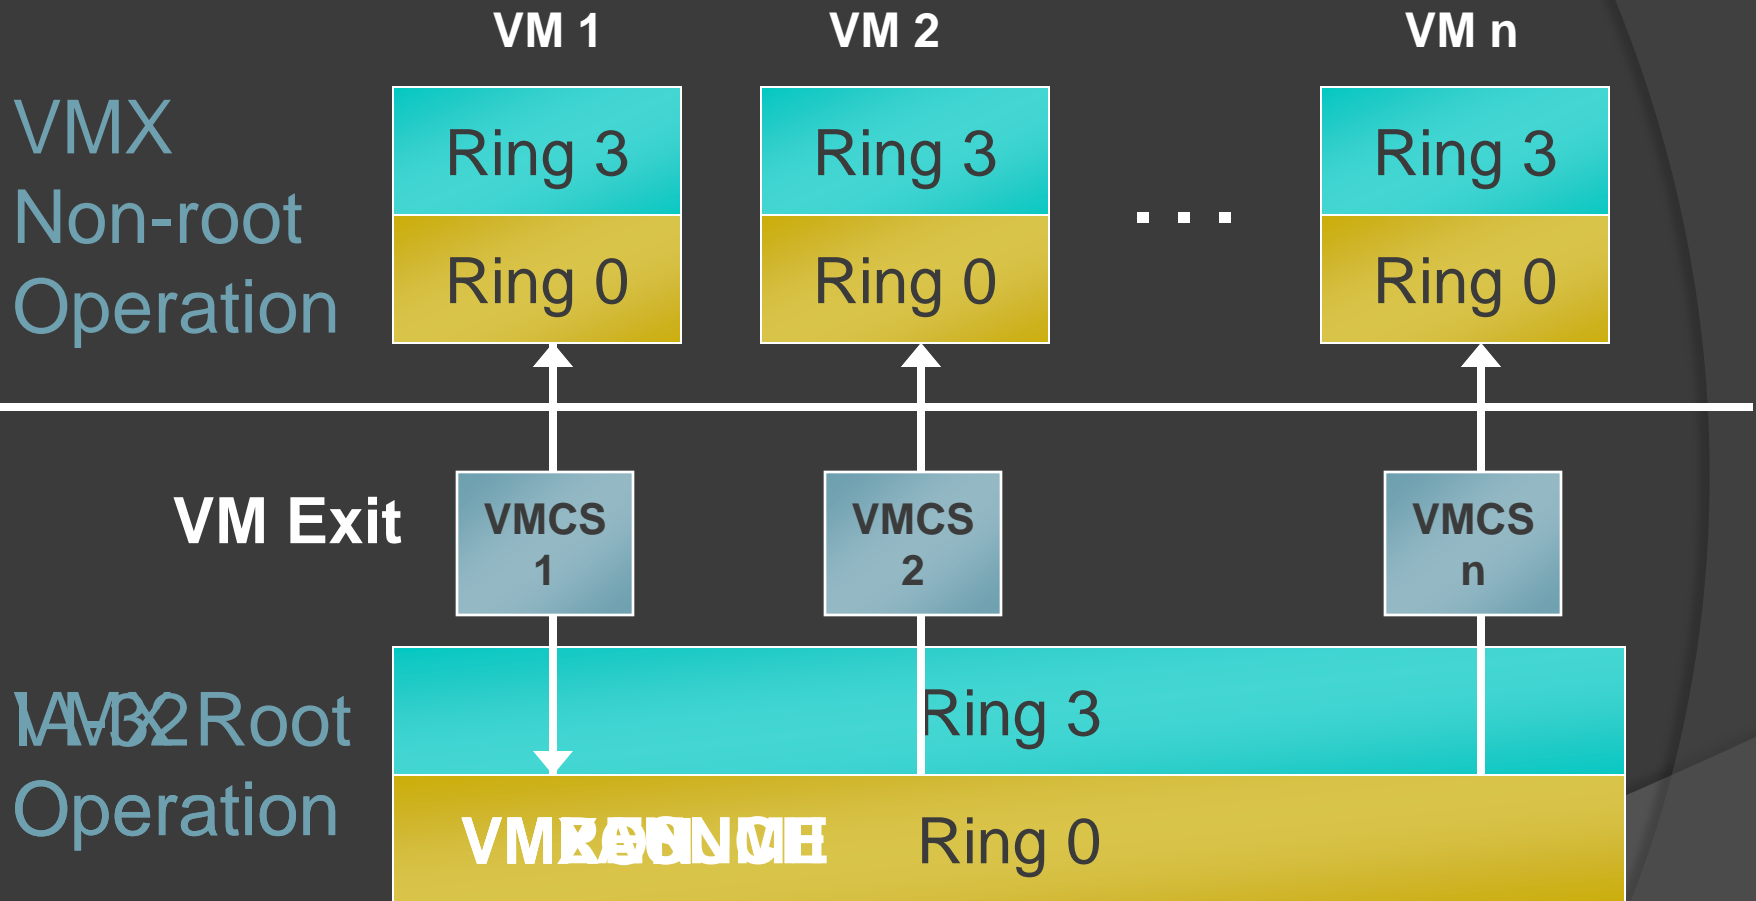 VM 1
VM 2
VM n
VMX
Non-root
Operation
Ring 3
Ring 3
Ring 3
Ring 0
Ring 0
Ring 0
VM Exit
VMCS
1
VMCS
2
VMCS
n
Root
Operation
Ring 3
Ring 0